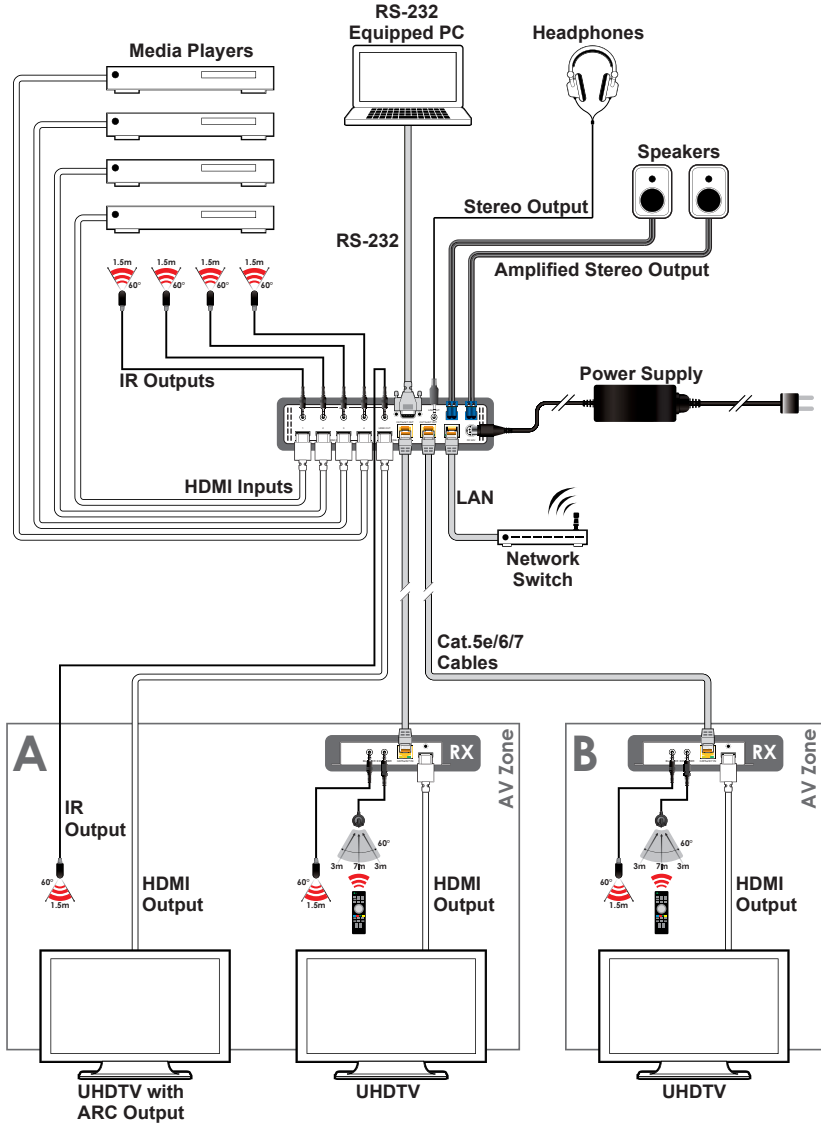 RS-232
Equipped PC
Headphones
Media Players
Speakers
Stereo Output
RS-232
Amplified Stereo Output
1.5m
60°
1.5m
60°
1.5m
60°
1.5m
60°
IR Outputs
Power Supply
HDMI Inputs
LAN
Network
Switch
Cat.5e/6/7
Cables
A
RX
AV Zone
B
RX
AV Zone
IR
Output
60°
1.5m
HDMI
Output
60°
3m 7m 3m
60°
1.5m
HDMI
Output
60°
3m 7m 3m
60°
1.5m
HDMI
Output
UHDTV with
ARC Output
UHDTV
UHDTV